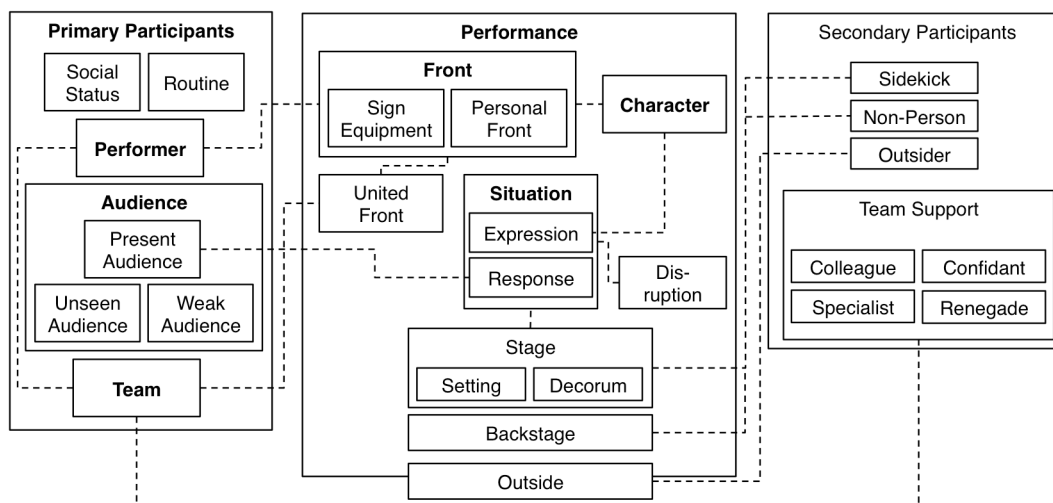 Primary Participants
Social
Status
Routine
Performer
Audience
Present
Audience
Unseen
Audience
Weak
Audience
Team
Performance
Front
Sign
Equipment
Personal
Front
Character
United
Front
Situation
Expression
Response
Dis-
ruption
Stage
Setting
Decorum
Backstage
Outside
Secondary Participants
Sidekick
Non-Person
Outsider
Team Support
Colleague
Confidant
Specialist
Renegade